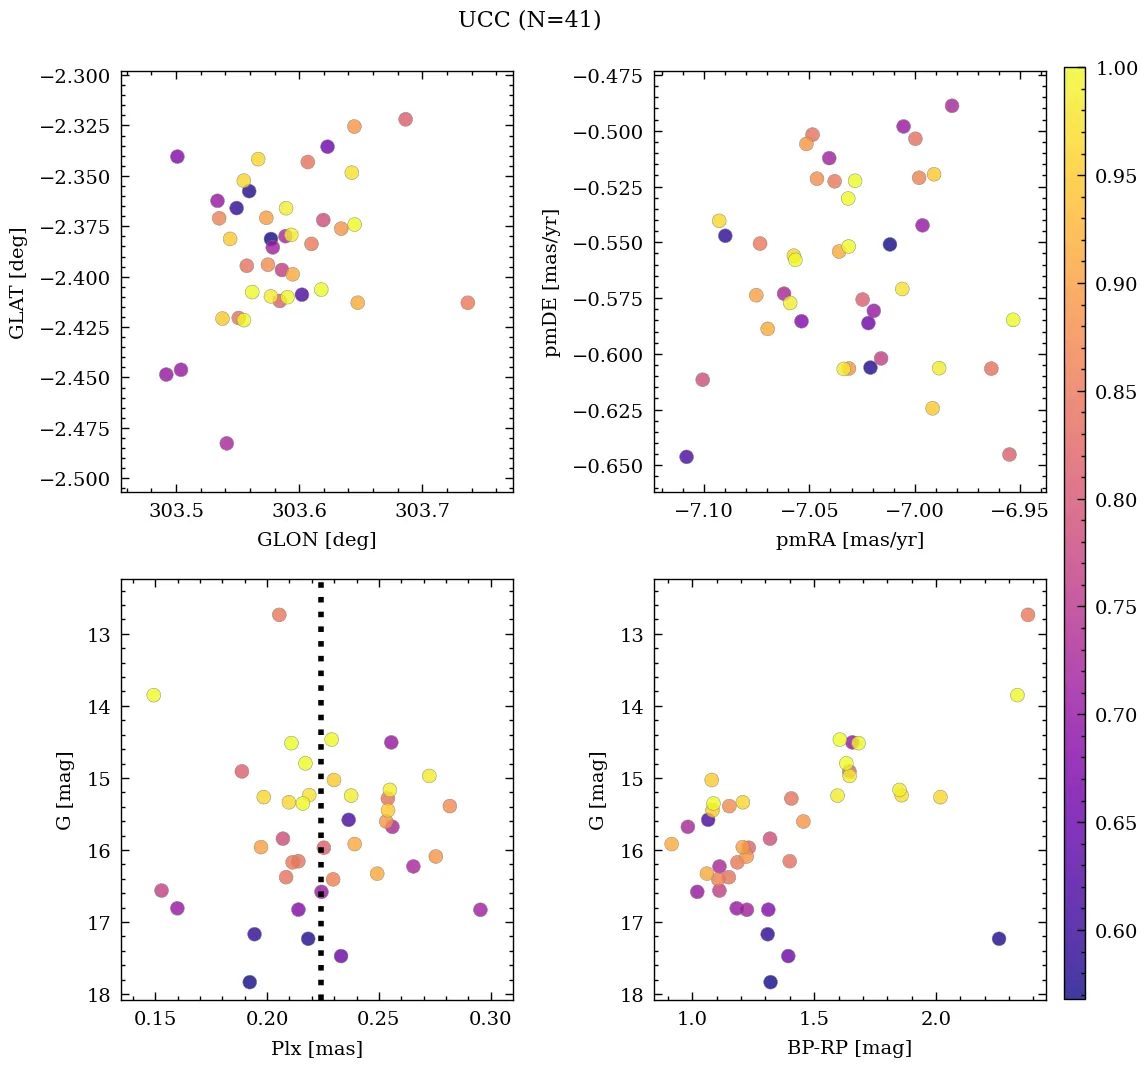 UCC (N=41)
−2.300
−2.325
−2.350
−2.375
−2.400
−2.425
−2.450
−2.475
−2.500
GLAT [deg]
303.5 303.6 303.7
GLON [deg]
−0.475
−0.500
−0.525
−0.550
−0.575
−0.600
−0.625
−0.650
pmDE [mas/yr]
−7.10 −7.05 −7.00 −6.95
pmRA [mas/yr]
13
14
15
16
17
18
G [mag]
0.15 0.20 0.25 0.30
Plx [mas]
13
14
15
16
17
18
G [mag]
1.0 1.5 2.0
BP-RP [mag]
1.00
0.95
0.90
0.85
0.80
0.75
0.70
0.65
0.60